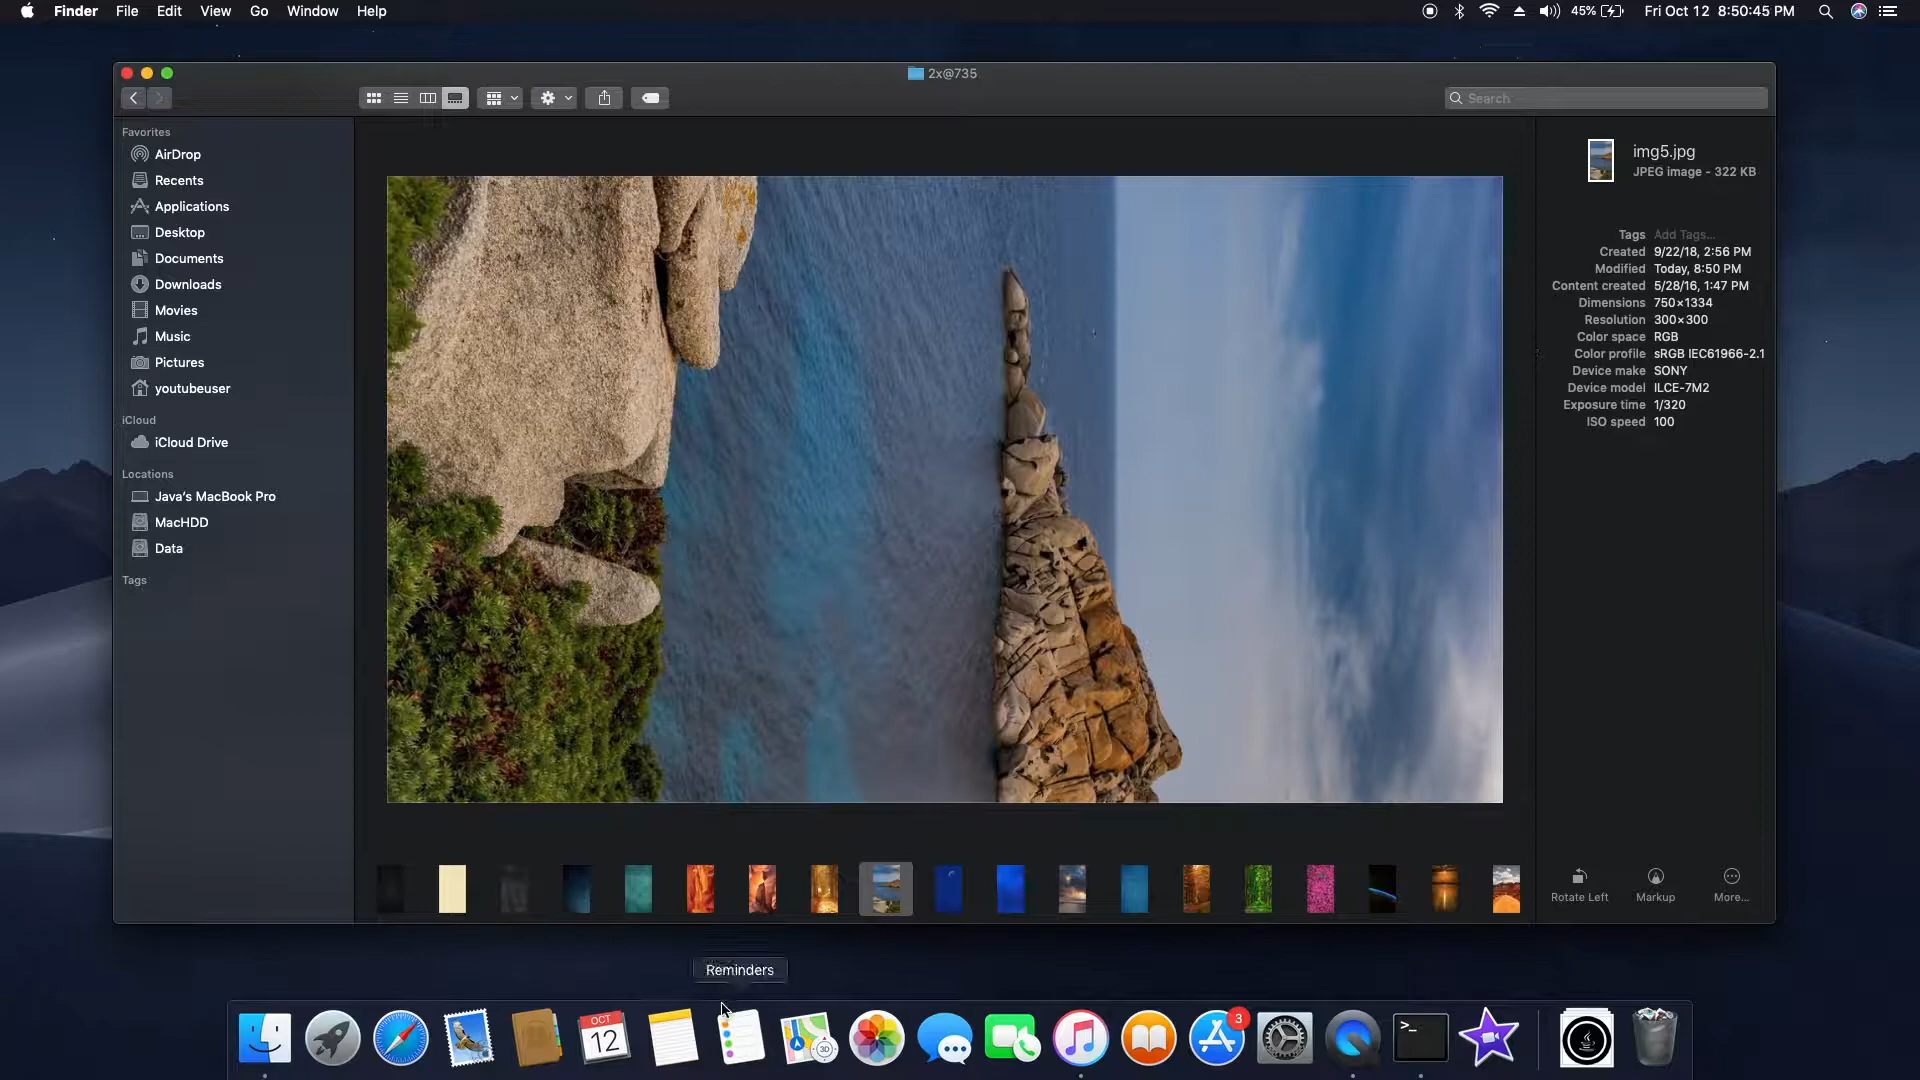 Finder File Edit View Go Window Help 45% Fri Oct 12 8:50:45 PM
2x@735
Search
Favorites
AirDrop
Recents
Applications
Desktop
Documents
Downloads
Movies
Music
Pictures
youtubeuser
iCloud
iCloud Drive
Locations
Java's MacBook Pro
MacHDD
Data
Tags
img5.jpg
JPEG image - 322 KB
Tags Add Tags...
Created 9/22/18, 2:56 PM
Modified Today, 8:50 PM
Content created 5/28/16, 1:47 PM
Dimensions 750×1334
Resolution 300×300
Color space RGB
Color profile sRGB IEC61966-2.1
Device make SONY
Device model ILCE-7M2
Exposure time 1/320
ISO speed 100
Rotate Left Markup More...
Reminders
OCT
12
3D
3
>_